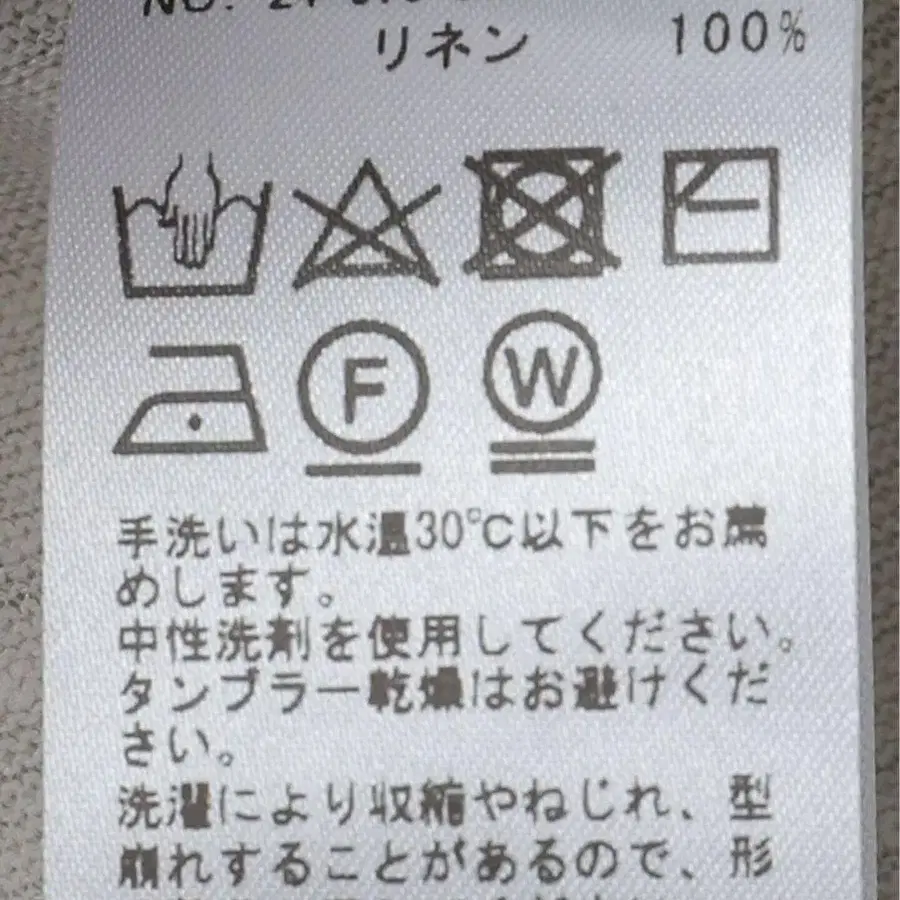 リネン 100%
F W
手洗いは水温30℃以下をお薦
めします。
中性洗剤を使用してください。
タンブラー乾燥はお避けくだ
さい。
洗濯により収縮やねじれ、型
崩れすることがあるので、形